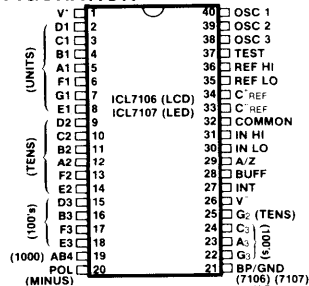 V+ 1 40 OSC 1
D1 2 39 OSC 2
C1 3 38 OSC 3
B1 4 37 TEST
(UNITS) A1 5 36 REF HI
F1 6 35 REF LO
G1 7 34 C+REF
E1 8 33 C-REF
ICL7106 (LCD)
ICL7107 (LED)
D2 9 32 COMMON
C2 10 31 IN HI
B2 11 30 IN LO
(TENS) A2 12 29 A/Z
F2 13 28 BUFF
E2 14 27 INT
D3 15 26 V-
(100's) B3 16 25 G2 (TENS)
F3 17 24 C3
E3 18 23 A3 (100's)
(1000) AB4 19 22 G3
POL 20 21 BP/GND
(MINUS) (7106) (7107)